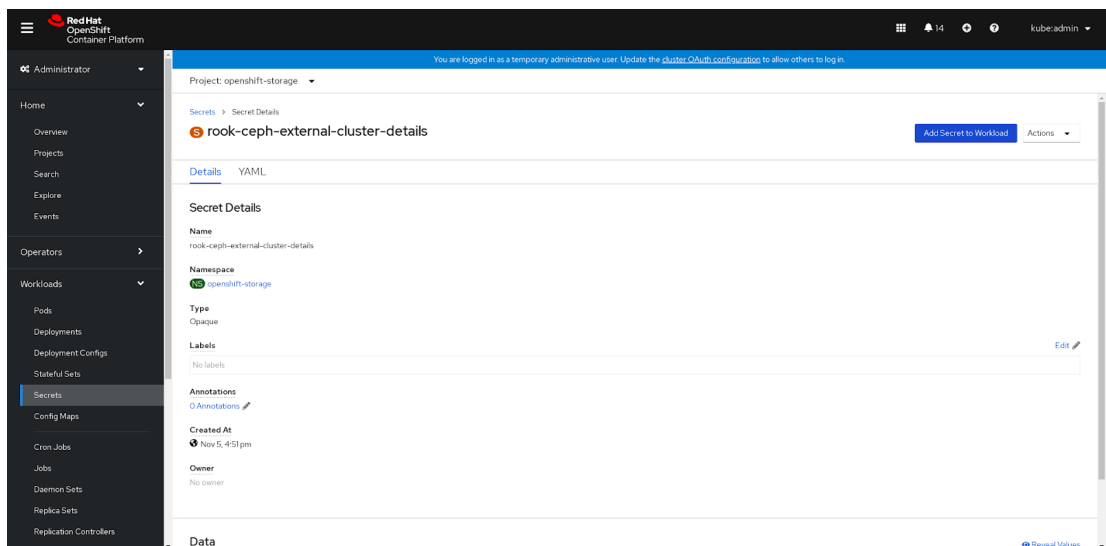 Red Hat
OpenShift
Container Platform
14
kube:admin
Administrator
You are logged in as a temporary administrative user. Update the cluster OAuth configuration to allow others to log in.
Project: openshift-storage
Home
Overview
Projects
Search
Explore
Events
Operators
Workloads
Pods
Deployments
Deployment Configs
Stateful Sets
Secrets
Config Maps
Cron Jobs
Jobs
Daemon Sets
Replica Sets
Replication Controllers
Secrets > Secret Details
S rook-ceph-external-cluster-details
Add Secret to Workload
Actions
Details YAML
Secret Details
Name
rook-ceph-external-cluster-details
Namespace
NS openshift-storage
Type
Opaque
Labels
Edit
No labels
Annotations
0 Annotations
Created At
Nov 5, 4:51 pm
Owner
No owner
Data
Reveal Values